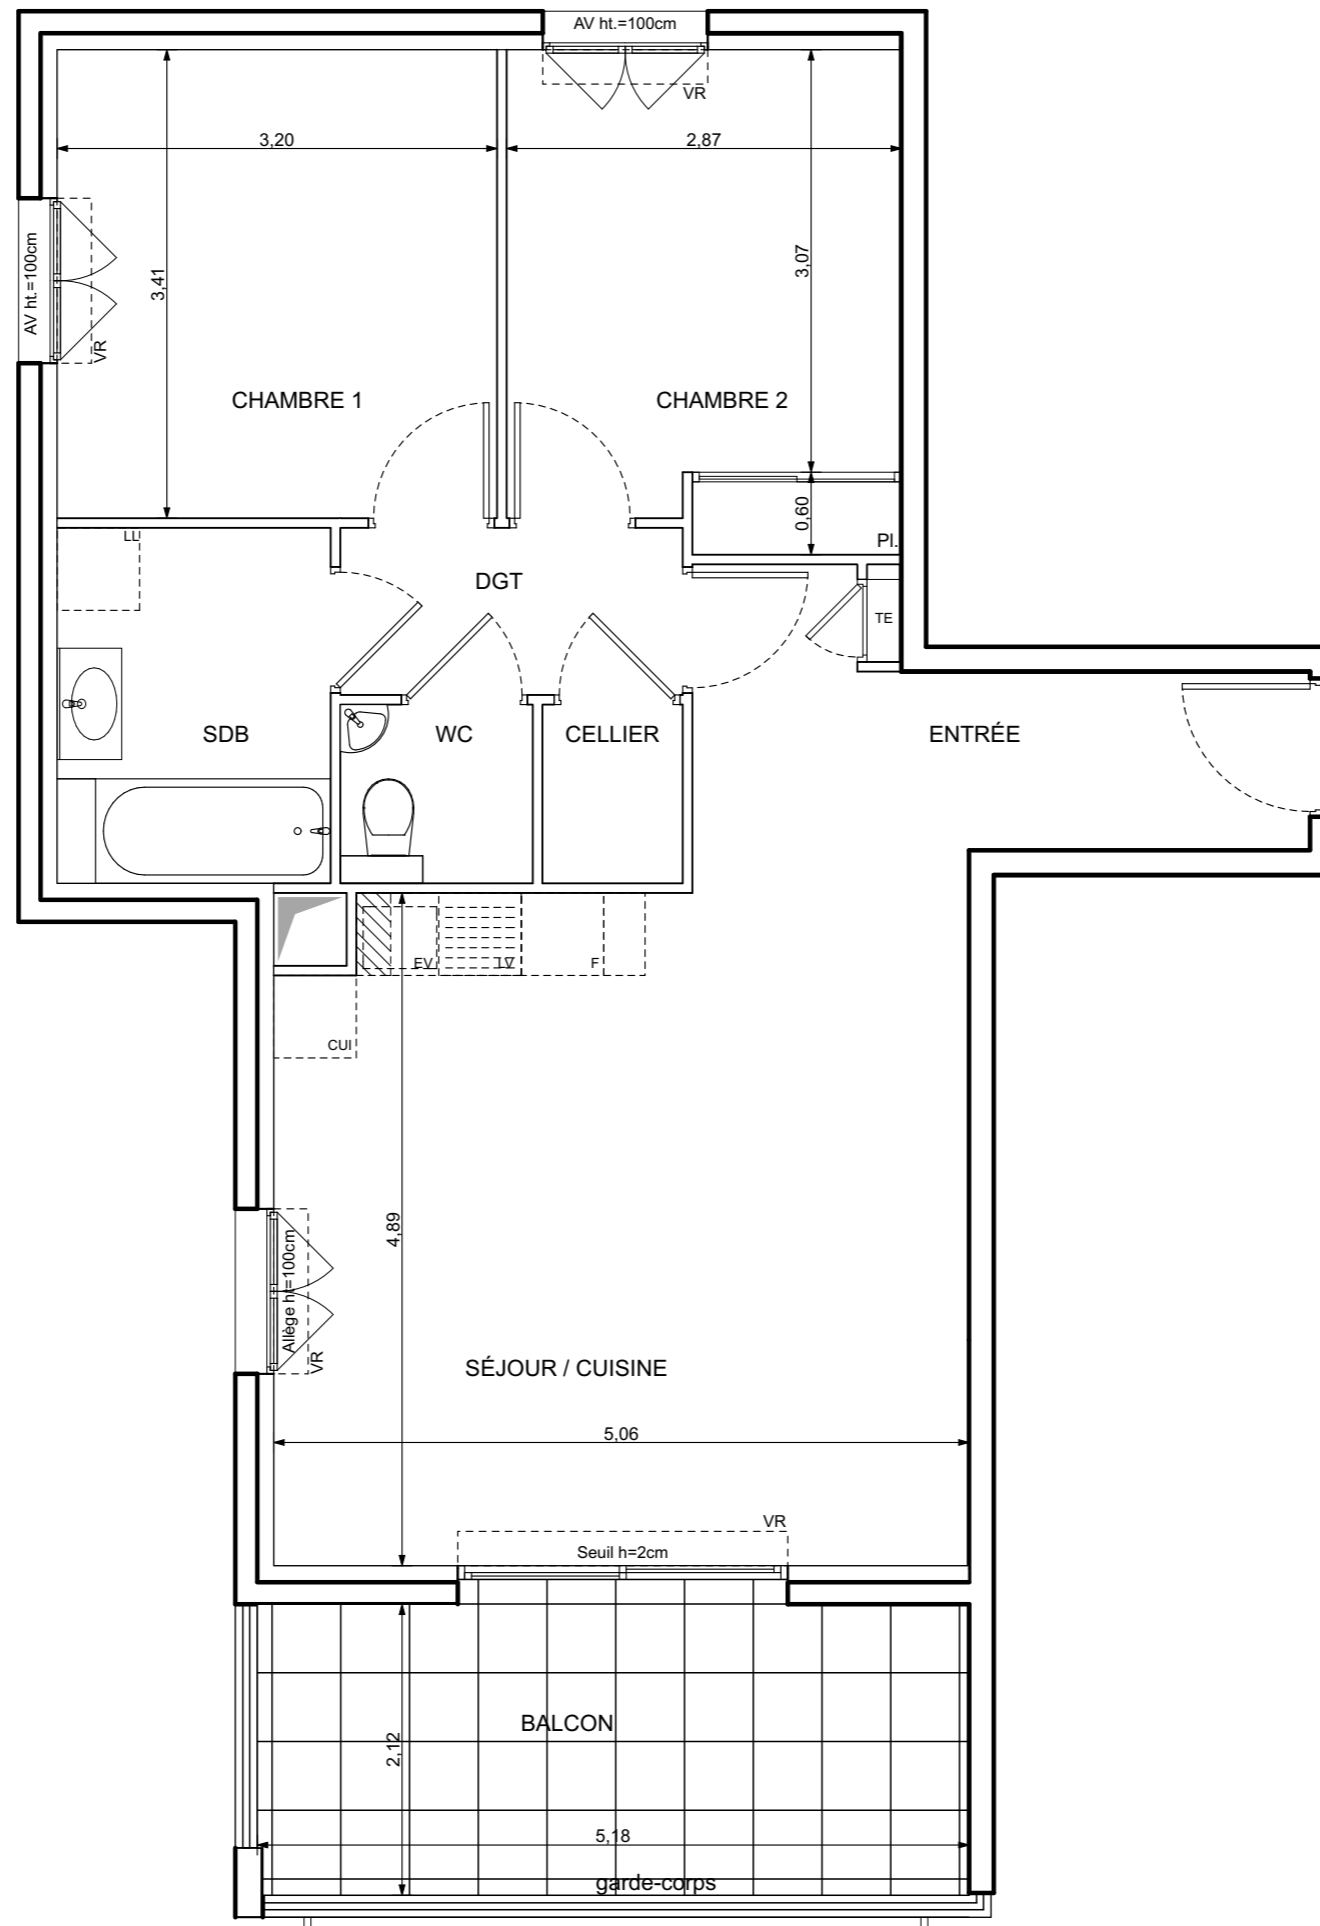 AV ht.=100cm
VR
3,20
2,87
3,07
3,41
AV ht.=100cm
VR
CHAMBRE 1
CHAMBRE 2
0,60
Pl.
LL
DGT
TE
SDB
WC
CELLIER
ENTRÉE
EV
LV
F
CUI
4,89
Allège ht=100cm
VR
SÉJOUR / CUISINE
5,06
VR
Seuil h=2cm
BALCON
2,12
5,18
garde-corps